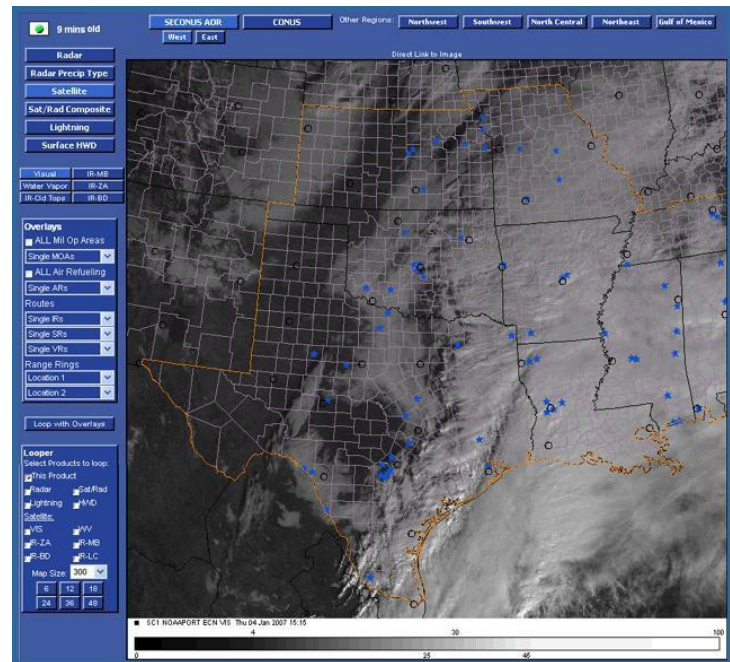 9 mins old
SECONUS AOR
CONUS
Other Regions:
Northwest
Southwest
North Central
Northeast
Gulf of Mexico
West
East
Direct Link to Image
Radar
Radar Precip Type
Satellite
Sat/Rad Composite
Lightning
Surface HWD
Visual
IR-MB
Water Vapor
IR-ZA
IR-Cld Tops
IR-BD
Overlays
ALL Mil Op Areas
Single MOAs
ALL Air Refueling
Single ARs
Routes
Single IRs
Single SRs
Single VRs
Range Rings
Location 1
Location 2
Loop with Overlays
Looper
Select Products to loop:
This Product
Radar
Sat/Rad
Lightning
HWD
Satellite:
VIS
WV
IR-ZA
IR-MB
IR-BD
IR-LC
Map Size: 300
6 12 18
24 36 48
SC1 NOAAPORT ECN VIS Thu 04 Jan 2007 15:15
4 30 100
0 25 45